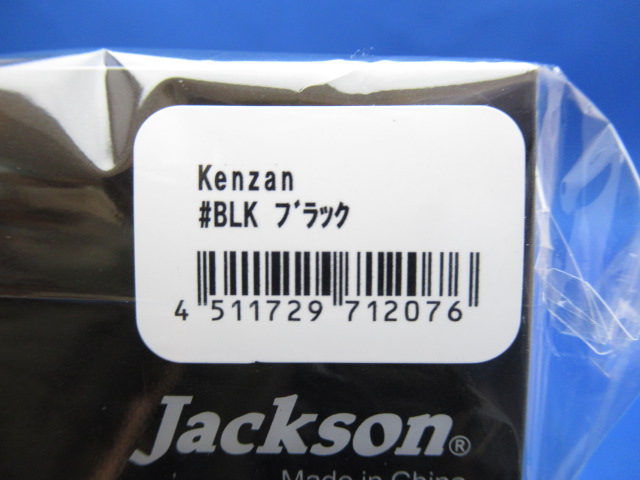 Kenzan
#BLK ﾌﾞﾗｯｸ
4 511729 712076
Jackson®
Made in China